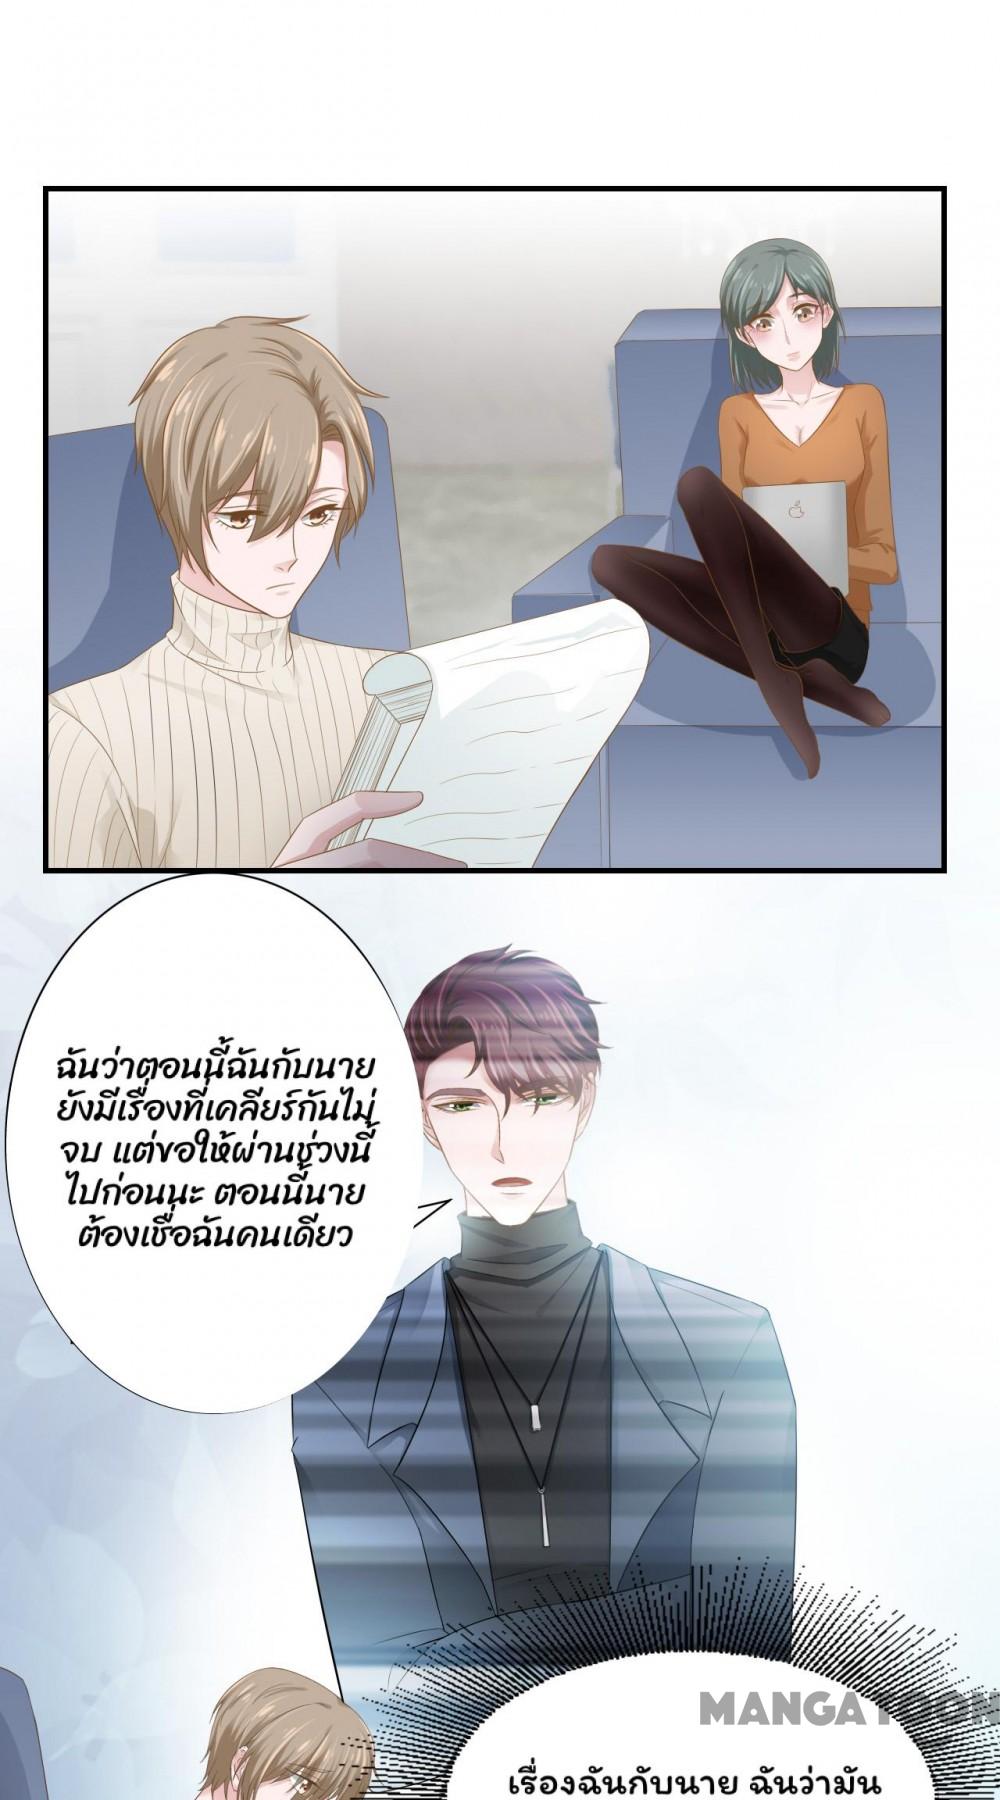 ฉันว่าตอนนี้ฉันกับนาย
ยังมีเรื่องที่เคลียร์กันไม่
จบ แต่ขอให้ผ่านช่วงนี้
ไปก่อนนะ ตอนนี้นาย
ต้องเชื่อฉันคนเดียว
MANGA TOON
เรื่องฉันกับนาย ฉันว่ามัน